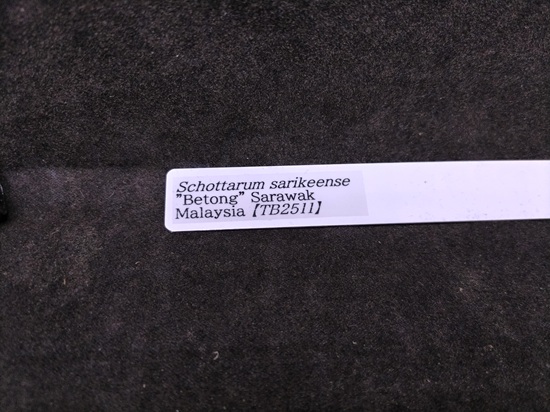 Schottarum sarikeense
"Betong" Sarawak
Malaysia【TB2511】